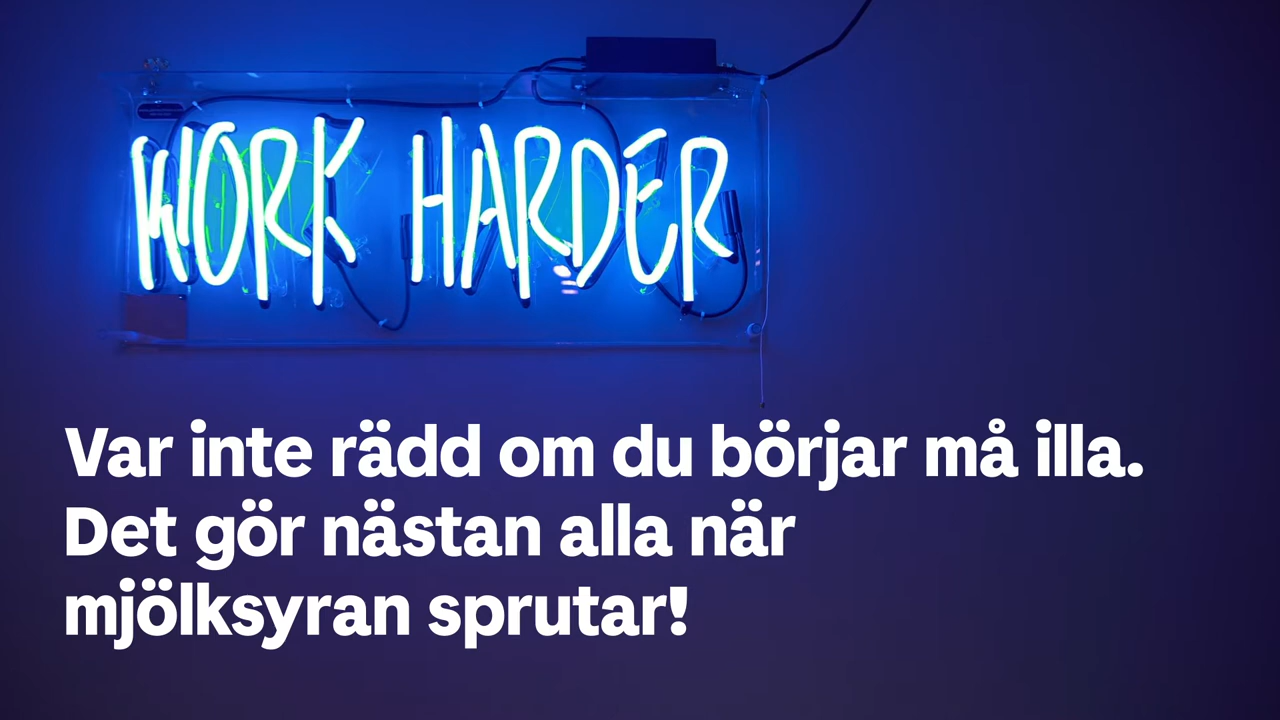 WORK HARDER
Var inte rädd om du börjar må illa.
Det gör nästan alla när
mjölksyran sprutar!